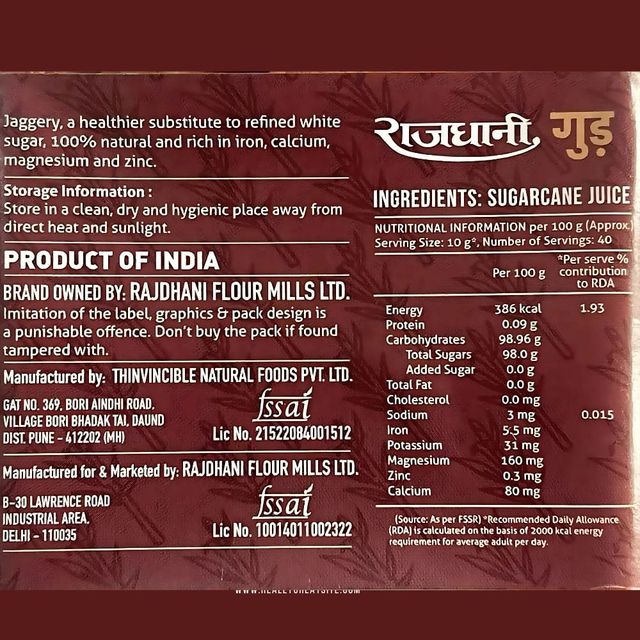 Jaggery, a healthier substitute to refined white
sugar, 100% natural and rich in iron, calcium,
magnesium and zinc.
Storage Information :
Store in a clean, dry and hygienic place away from
direct heat and sunlight.
PRODUCT OF INDIA
BRAND OWNED BY: RAJDHANI FLOUR MILLS LTD.
Imitation of the label, graphics & pack design is
a punishable offence. Don't buy the pack if found
tampered with.
Manufactured by: THINVINCIBLE NATURAL FOODS PVT. LTD.
GAT NO. 369, BORI AINDHI ROAD,
VILLAGE BORI BHADAK TAI, DAUND
DIST. PUNE – 412202 (MH)
fssai
Lic No. 21522084001512
Manufactured for & Marketed by: RAJDHANI FLOUR MILLS LTD.
B–30 LAWRENCE ROAD
INDUSTRIAL AREA,
DELHI – 110035
fssai
Lic No. 10014011002322
राजधानी गुड़
INGREDIENTS: SUGARCANE JUICE
NUTRITIONAL INFORMATION per 100 g (Approx.)
Serving Size: 10 g*, Number of Servings: 40
Per 100 g *Per serve % contribution to RDA
Energy 386 kcal 1.93
Protein 0.09 g
Carbohydrates 98.96 g
Total Sugars 98.0 g
Added Sugar 0.0 g
Total Fat 0.0 g
Cholesterol 0.0 mg
Sodium 3 mg 0.015
Iron 5.5 mg
Potassium 31 mg
Magnesium 160 mg
Zinc 0.3 mg
Calcium 80 mg
(Source: As per FSSR) *Recommended Daily Allowance
(RDA) is calculated on the basis of 2000 kcal energy
requirement for average adult per day.